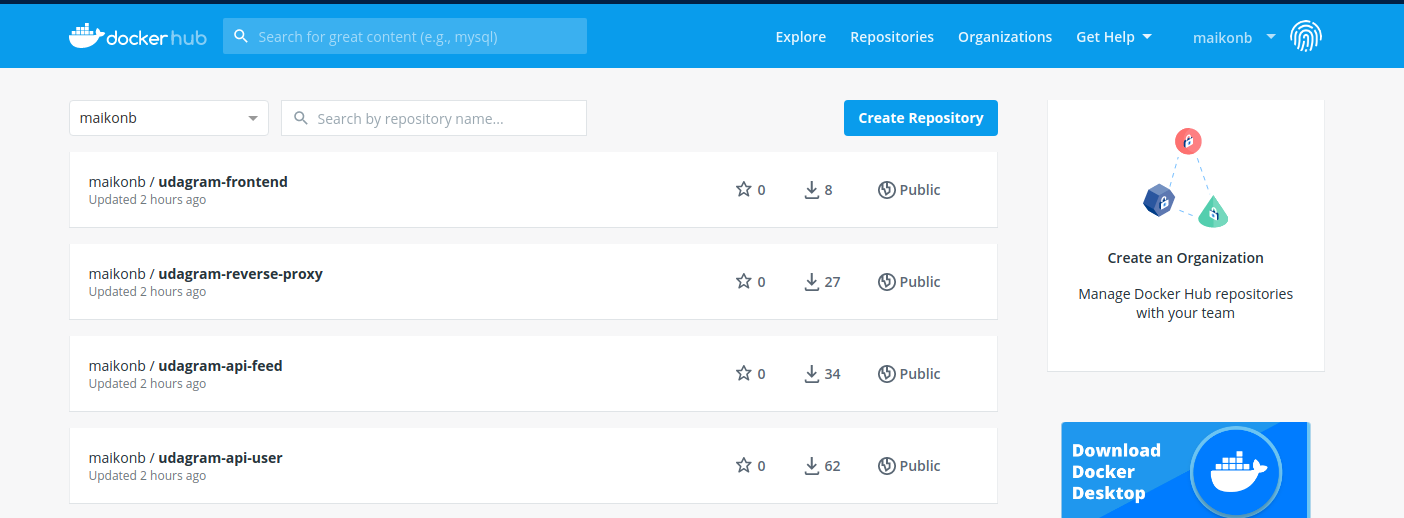 docker hub
Search for great content (e.g., mysql)
Explore
Repositories
Organizations
Get Help
maikonb
maikonb
Search by repository name...
Create Repository
maikonb / udagram-frontend
Updated 2 hours ago
0
8
Public
maikonb / udagram-reverse-proxy
Updated 2 hours ago
0
27
Public
maikonb / udagram-api-feed
Updated 2 hours ago
0
34
Public
maikonb / udagram-api-user
Updated 2 hours ago
0
62
Public
Create an Organization
Manage Docker Hub repositories
with your team
Download
Docker
Desktop